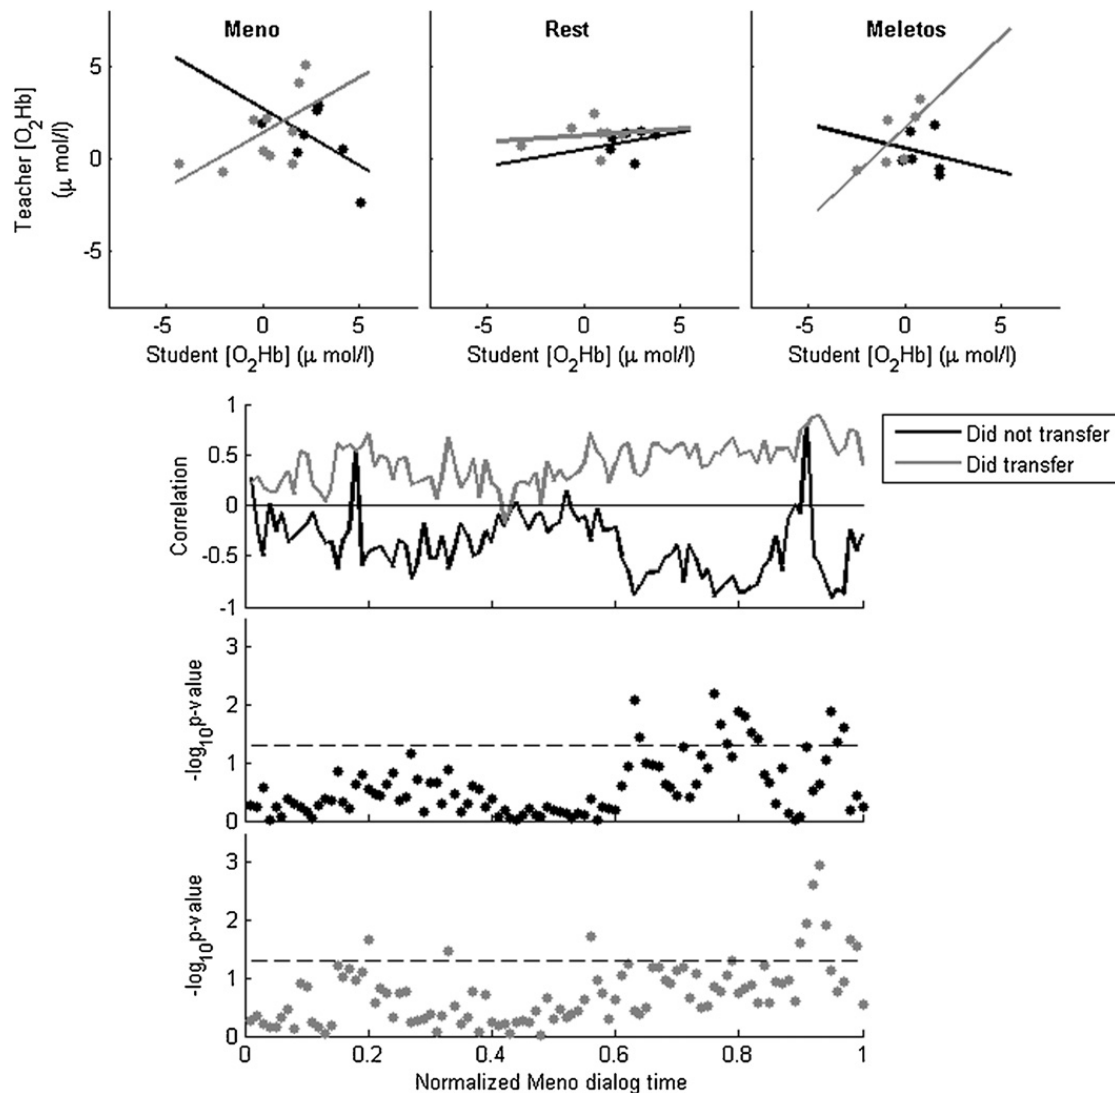 Meno
Rest
Meletos
Teacher [O₂Hb]
(μ mol/l)
5
0
-5
-5 0 5
-5 0 5
-5 0 5
Student [O₂Hb] (μ mol/l)
Student [O₂Hb] (μ mol/l)
Student [O₂Hb] (μ mol/l)
Correlation
1
0.5
0
-0.5
-1
Did not transfer
Did transfer
-log₁₀p-value
3
2
1
0
-log₁₀p-value
3
2
1
0
0 0.2 0.4 0.6 0.8 1
Normalized Meno dialog time